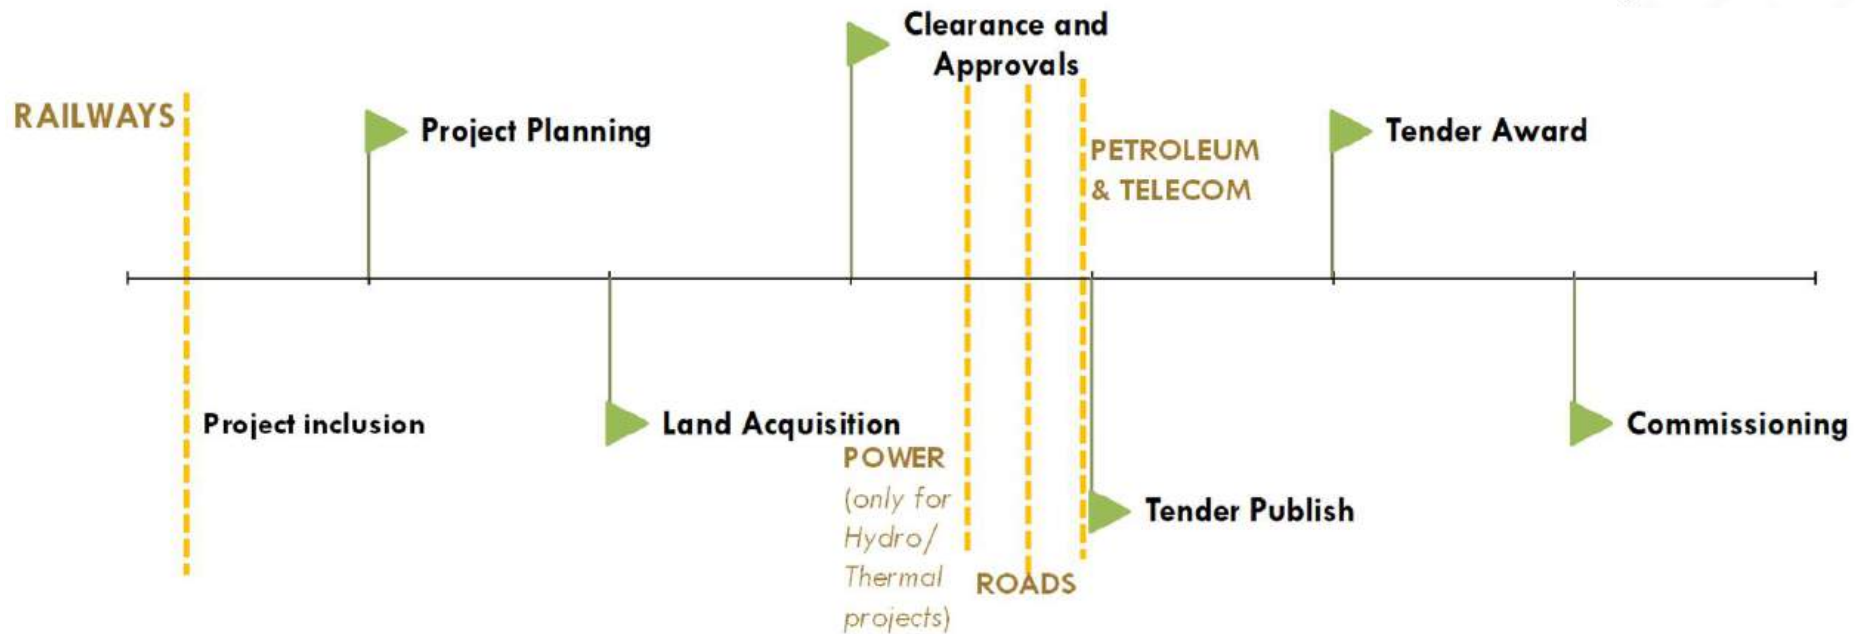 Clearance and
Approvals
RAILWAYS
Project Planning
PETROLEUM
& TELECOM
Tender Award
Project inclusion
Land Acquisition
Commissioning
POWER
(only for
Hydro/
Thermal
projects)
Tender Publish
ROADS